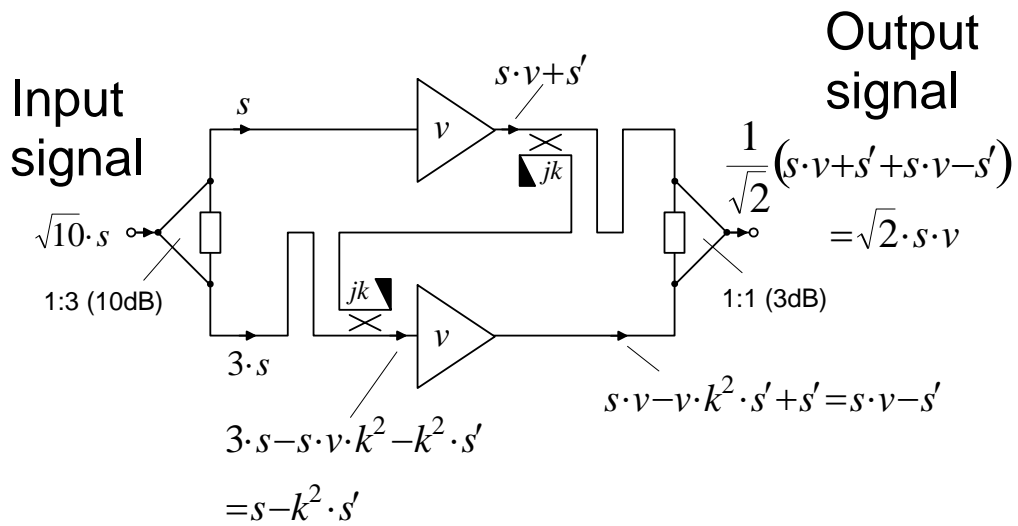 Input
signal
√10·s
1:3 (10dB)
s
v
s·v+s′
jk
3·s
jk
v
3·s−s·v·k²−k²·s′
=s−k²·s′
s·v−v·k²·s′+s′=s·v−s′
Output
signal
1/√2(s·v+s′+s·v−s′)
=√2·s·v
1:1 (3dB)